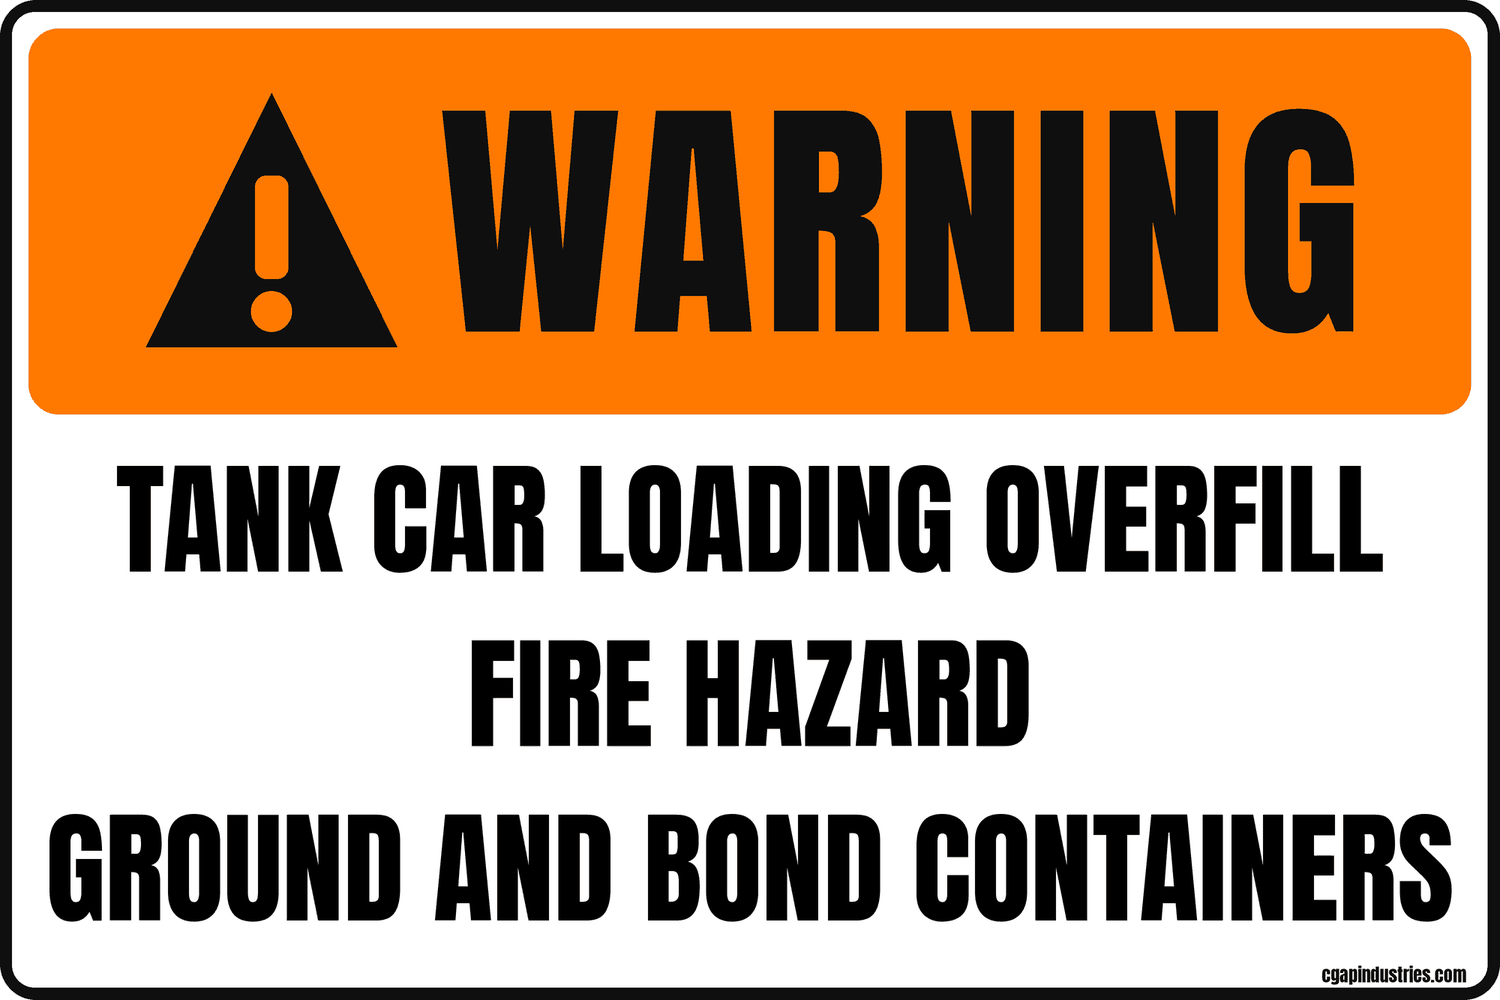 WARNING
TANK CAR LOADING OVERFILL
FIRE HAZARD
GROUND AND BOND CONTAINERS
cgapindustries.com